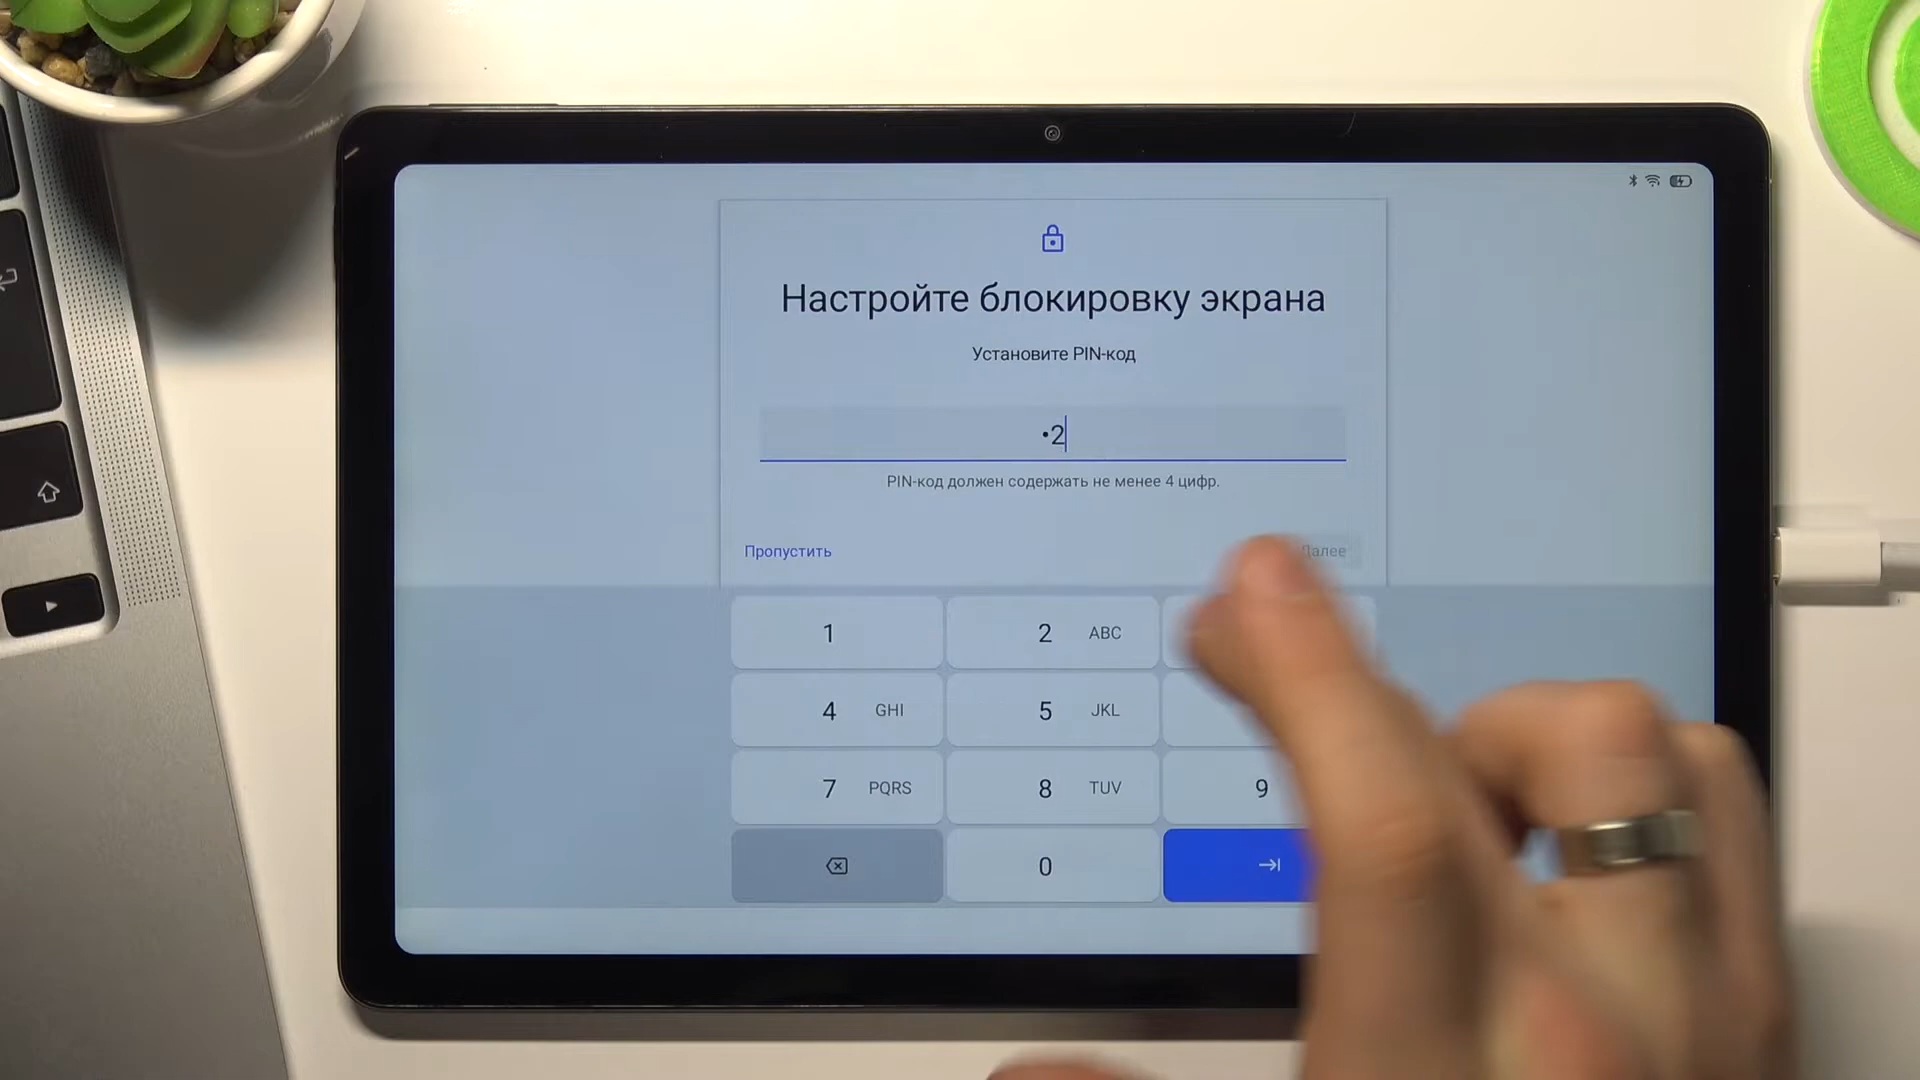 Настройте блокировку экрана
Установите PIN-код
•2
PIN-код должен содержать не менее 4 цифр.
Пропустить Далее
1 2 ABC
4 GHI 5 JKL
7 PQRS 8 TUV 9
0